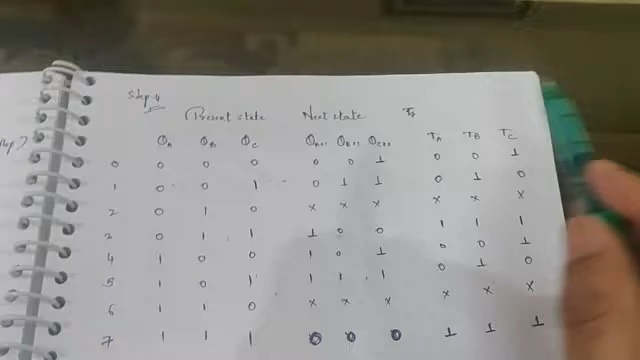 Step 4
Present state Next state T
QA QB QC QA+1 QB+1 QC+1 TA TB TC
0 0 0 0 0 0 1 0 0 1
1 0 0 1 0 1 1 0 1 0
2 0 1 0 x x x x x x
3 0 1 1 1 0 0 1 1 1
4 1 0 0 1 0 1 0 0 1
5 1 0 1 1 1 1 0 1 0
6 1 1 0 x x x x x x
7 1 1 1 0 0 0 1 1 1